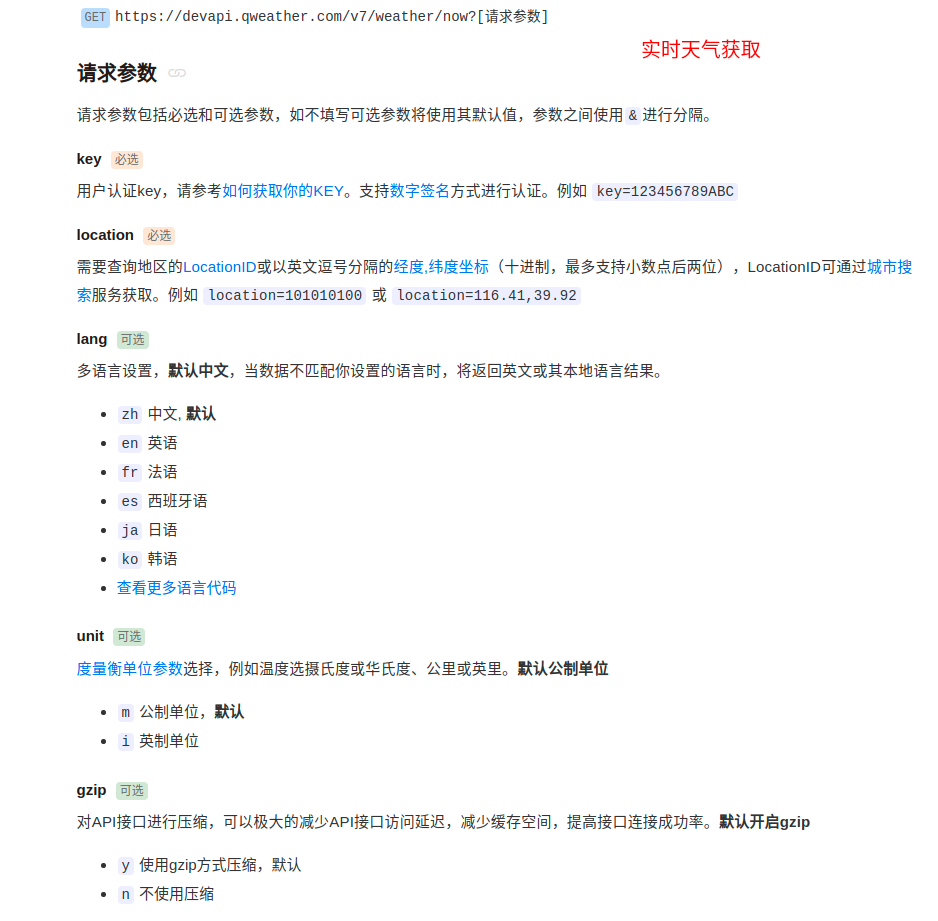 GET https://devapi.qweather.com/v7/weather/now?[请求参数]
实时天气获取
请求参数
请求参数包括必选和可选参数，如不填写可选参数将使用其默认值，参数之间使用 & 进行分隔。
key 必选
用户认证key，请参考如何获取你的KEY。支持数字签名方式进行认证。例如 key=123456789ABC
location 必选
需要查询地区的LocationID或以英文逗号分隔的经度,纬度坐标（十进制，最多支持小数点后两位），LocationID可通过城市搜
索服务获取。例如 location=101010100 或 location=116.41,39.92
lang 可选
多语言设置，默认中文，当数据不匹配你设置的语言时，将返回英文或其本地语言结果。
• zh 中文, 默认
• en 英语
• fr 法语
• es 西班牙语
• ja 日语
• ko 韩语
• 查看更多语言代码
unit 可选
度量衡单位参数选择，例如温度选摄氏度或华氏度、公里或英里。默认公制单位
• m 公制单位，默认
• i 英制单位
gzip 可选
对API接口进行压缩，可以极大的减少API接口访问延迟，减少缓存空间，提高接口连接成功率。默认开启gzip
• y 使用gzip方式压缩，默认
• n 不使用压缩